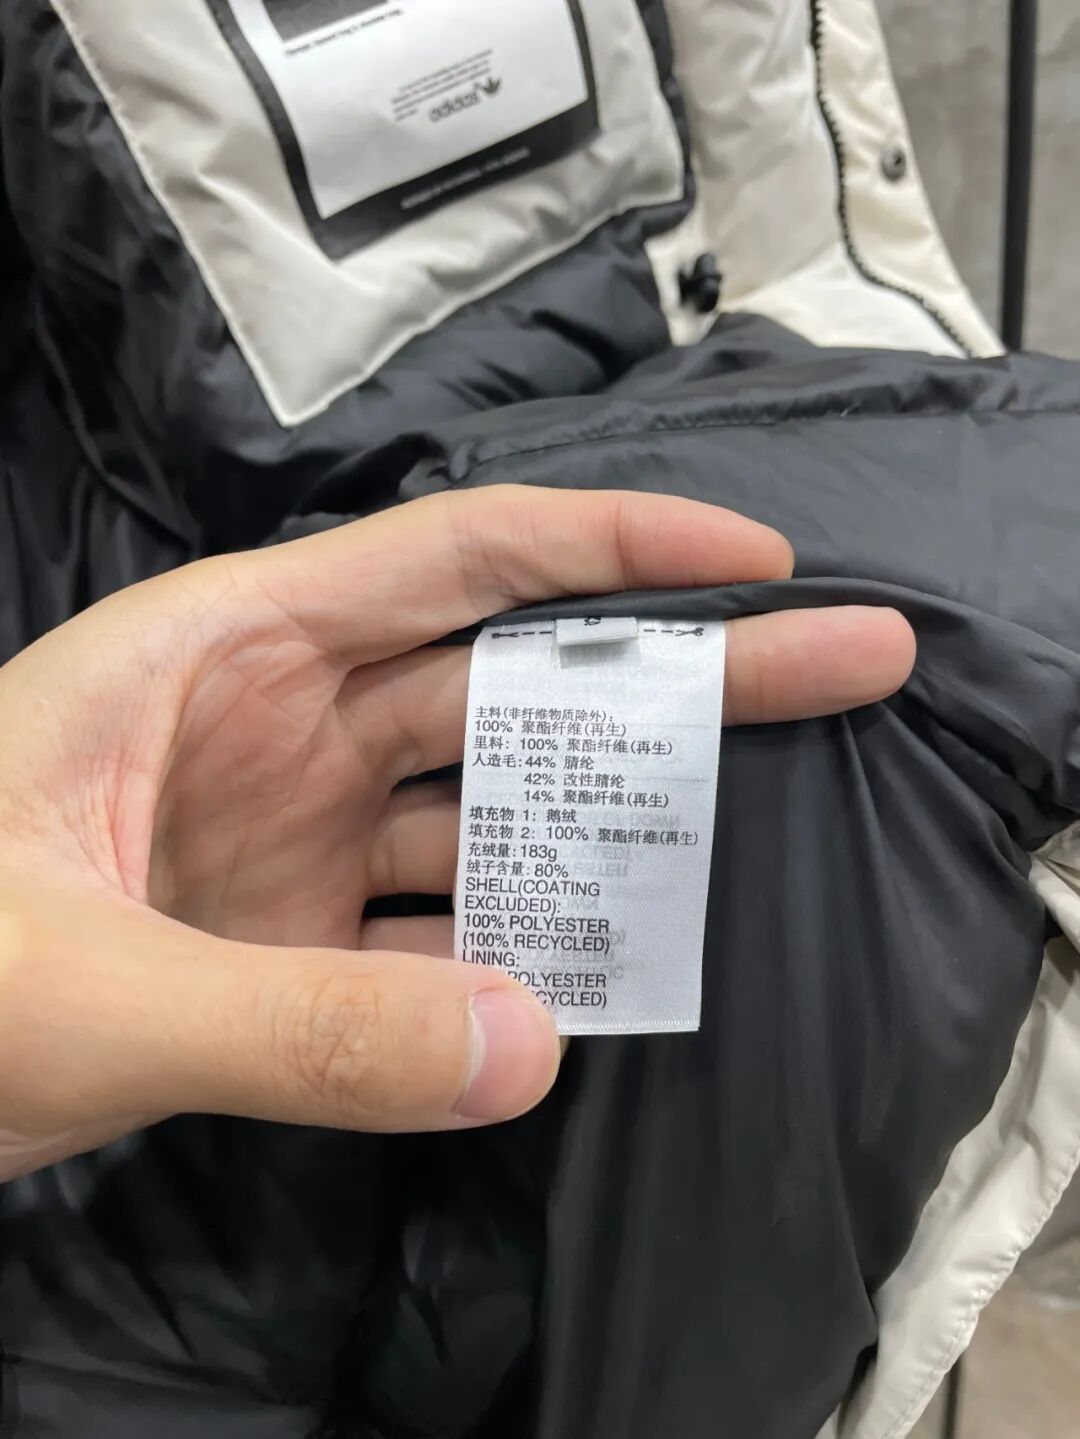 adidas
主料(非纤维物质除外):
100% 聚酯纤维(再生)
里料: 100% 聚酯纤维(再生)
人造毛:44% 腈纶
42% 改性腈纶
14% 聚酯纤维(再生)
填充物 1: 鹅绒
填充物 2: 100% 聚酯纤维(再生)
充绒量:183g
绒子含量:80%
SHELL(COATING
EXCLUDED):
100% POLYESTER
(100% RECYCLED)
LINING:
POLYESTER
CYCLED)